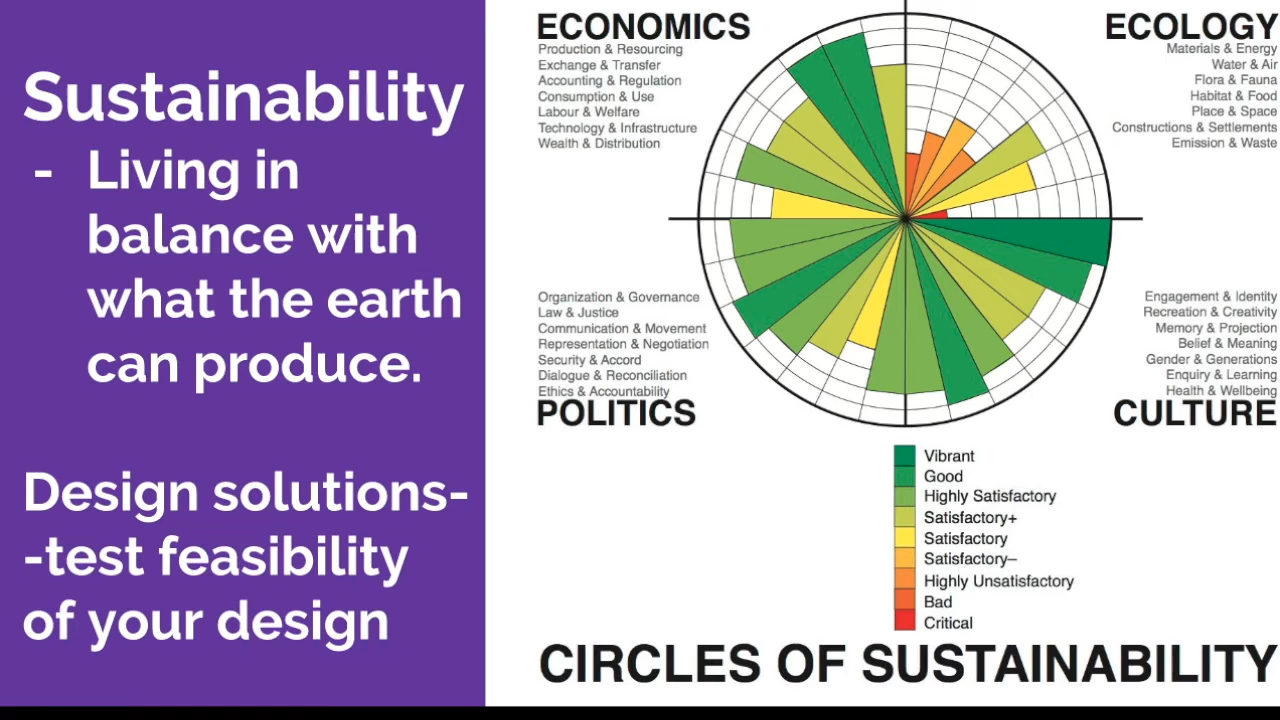 Sustainability
- Living in
balance with
what the earth
can produce.
Design solutions-
-test feasibility
of your design
ECONOMICS
Production & Resourcing
Exchange & Transfer
Accounting & Regulation
Consumption & Use
Labour & Welfare
Technology & Infrastructure
Wealth & Distribution
ECOLOGY
Materials & Energy
Water & Air
Flora & Fauna
Habitat & Food
Place & Space
Constructions & Settlements
Emission & Waste
Organization & Governance
Law & Justice
Communication & Movement
Representation & Negotiation
Security & Accord
Dialogue & Reconciliation
Ethics & Accountability
POLITICS
Engagement & Identity
Recreation & Creativity
Memory & Projection
Belief & Meaning
Gender & Generations
Enquiry & Learning
Health & Wellbeing
CULTURE
Vibrant
Good
Highly Satisfactory
Satisfactory+
Satisfactory
Satisfactory–
Highly Unsatisfactory
Bad
Critical
CIRCLES OF SUSTAINABILITY